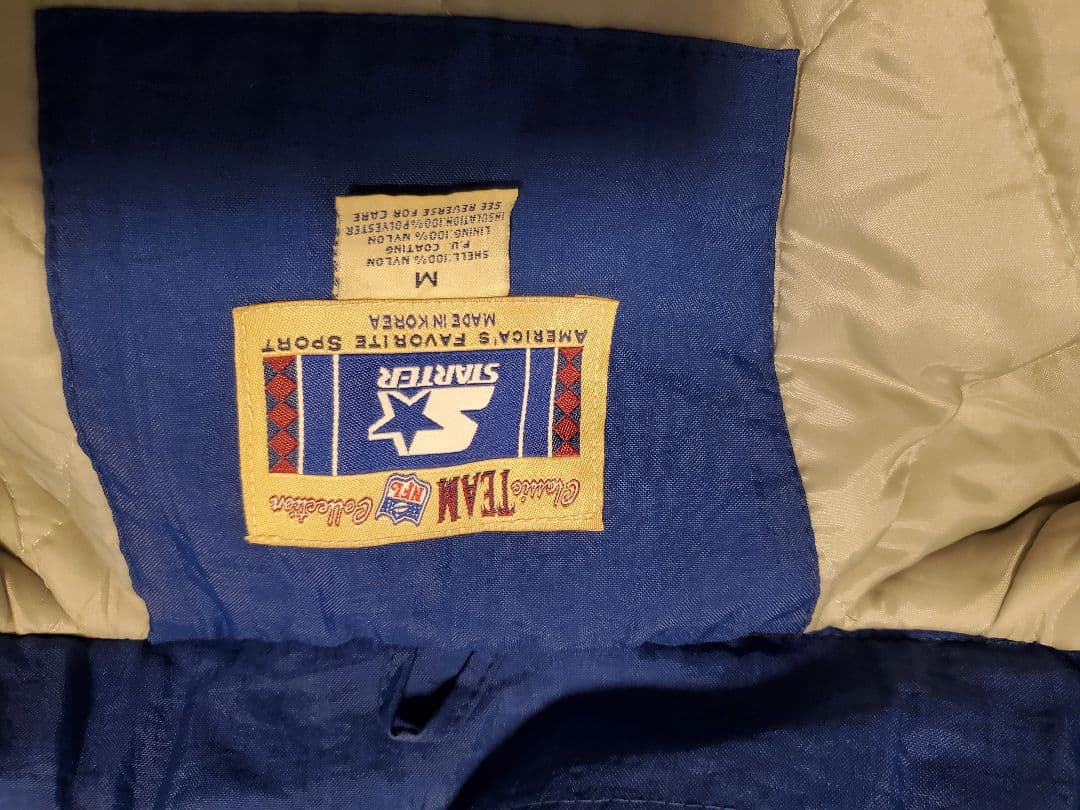 Classic TEAM NFL Collection
STARTER
AMERICA'S FAVORITE SPORT
MADE IN KOREA
M
SHELL:100% NYLON
P.U. COATING
LINING:100% NYLON
INSULATION:100%POLYESTER
SEE REVERSE FOR CARE